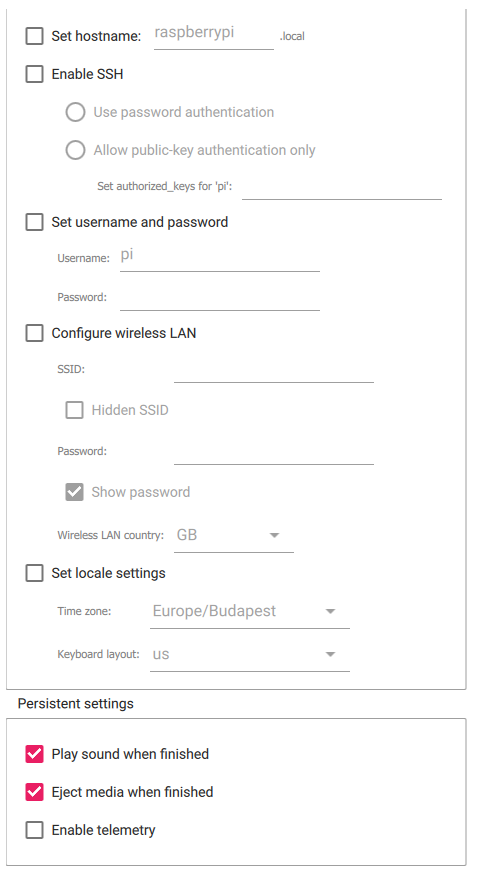 Set hostname: raspberrypi .local
Enable SSH
Use password authentication
Allow public-key authentication only
Set authorized_keys for 'pi':
Set username and password
Username: pi
Password:
Configure wireless LAN
SSID:
Hidden SSID
Password:
Show password
Wireless LAN country: GB
Set locale settings
Time zone: Europe/Budapest
Keyboard layout: us
Persistent settings
Play sound when finished
Eject media when finished
Enable telemetry